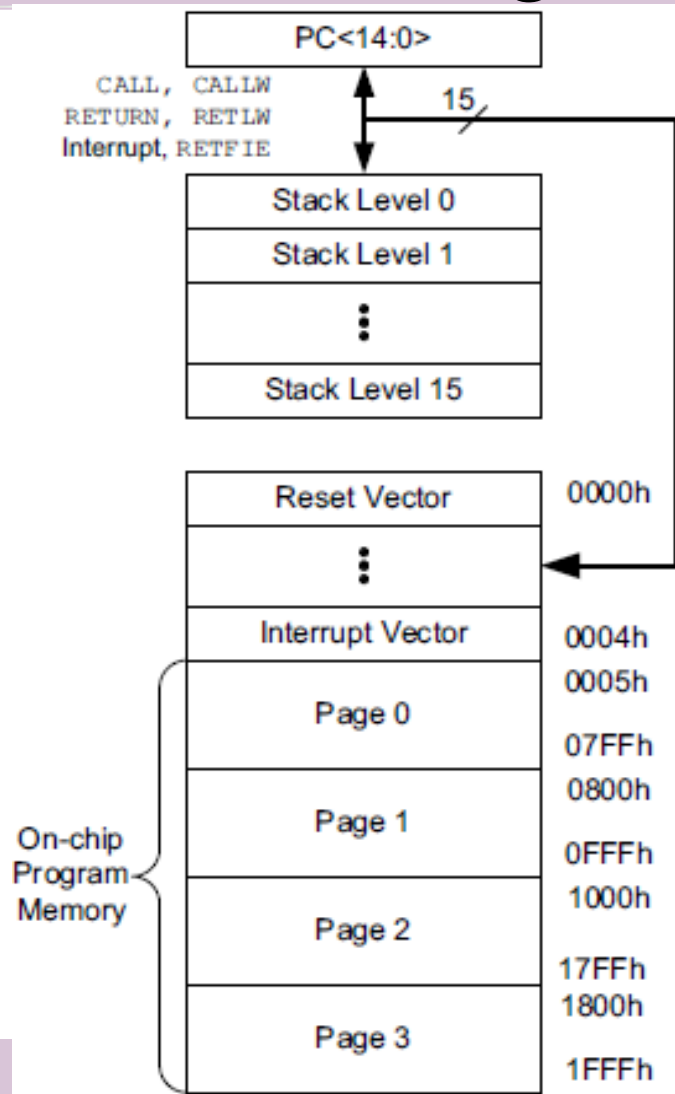 PC<14:0>
CALL, CALLW
RETURN, RETLW
Interrupt, RETFIE
15
Stack Level 0
Stack Level 1
Stack Level 15
Reset Vector
0000h
Interrupt Vector
0004h
0005h
Page 0
07FFh
0800h
Page 1
0FFFh
On-chip
Program
Memory
1000h
Page 2
17FFh
1800h
Page 3
1FFFh